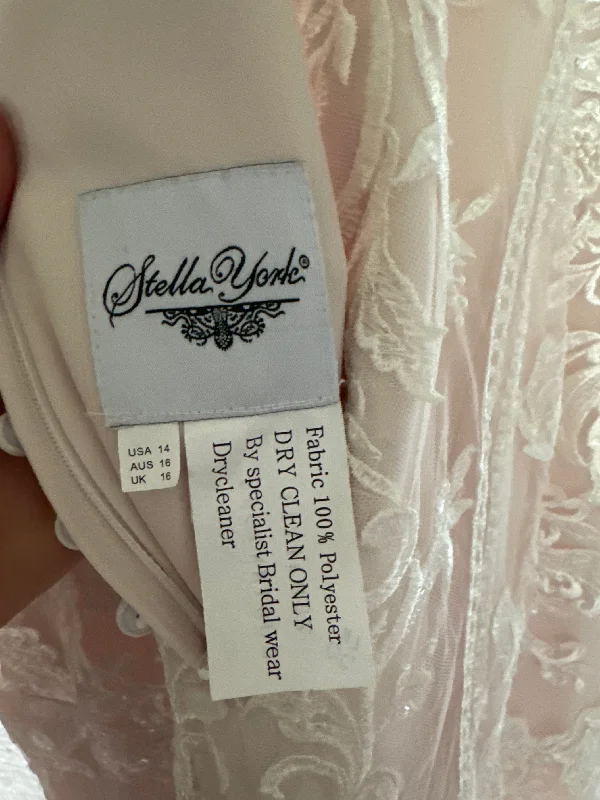 Stella York®
USA 14
AUS 16
UK 16
Fabric 100% Polyester
DRY CLEAN ONLY
By specialist Bridal wear
Drycleaner